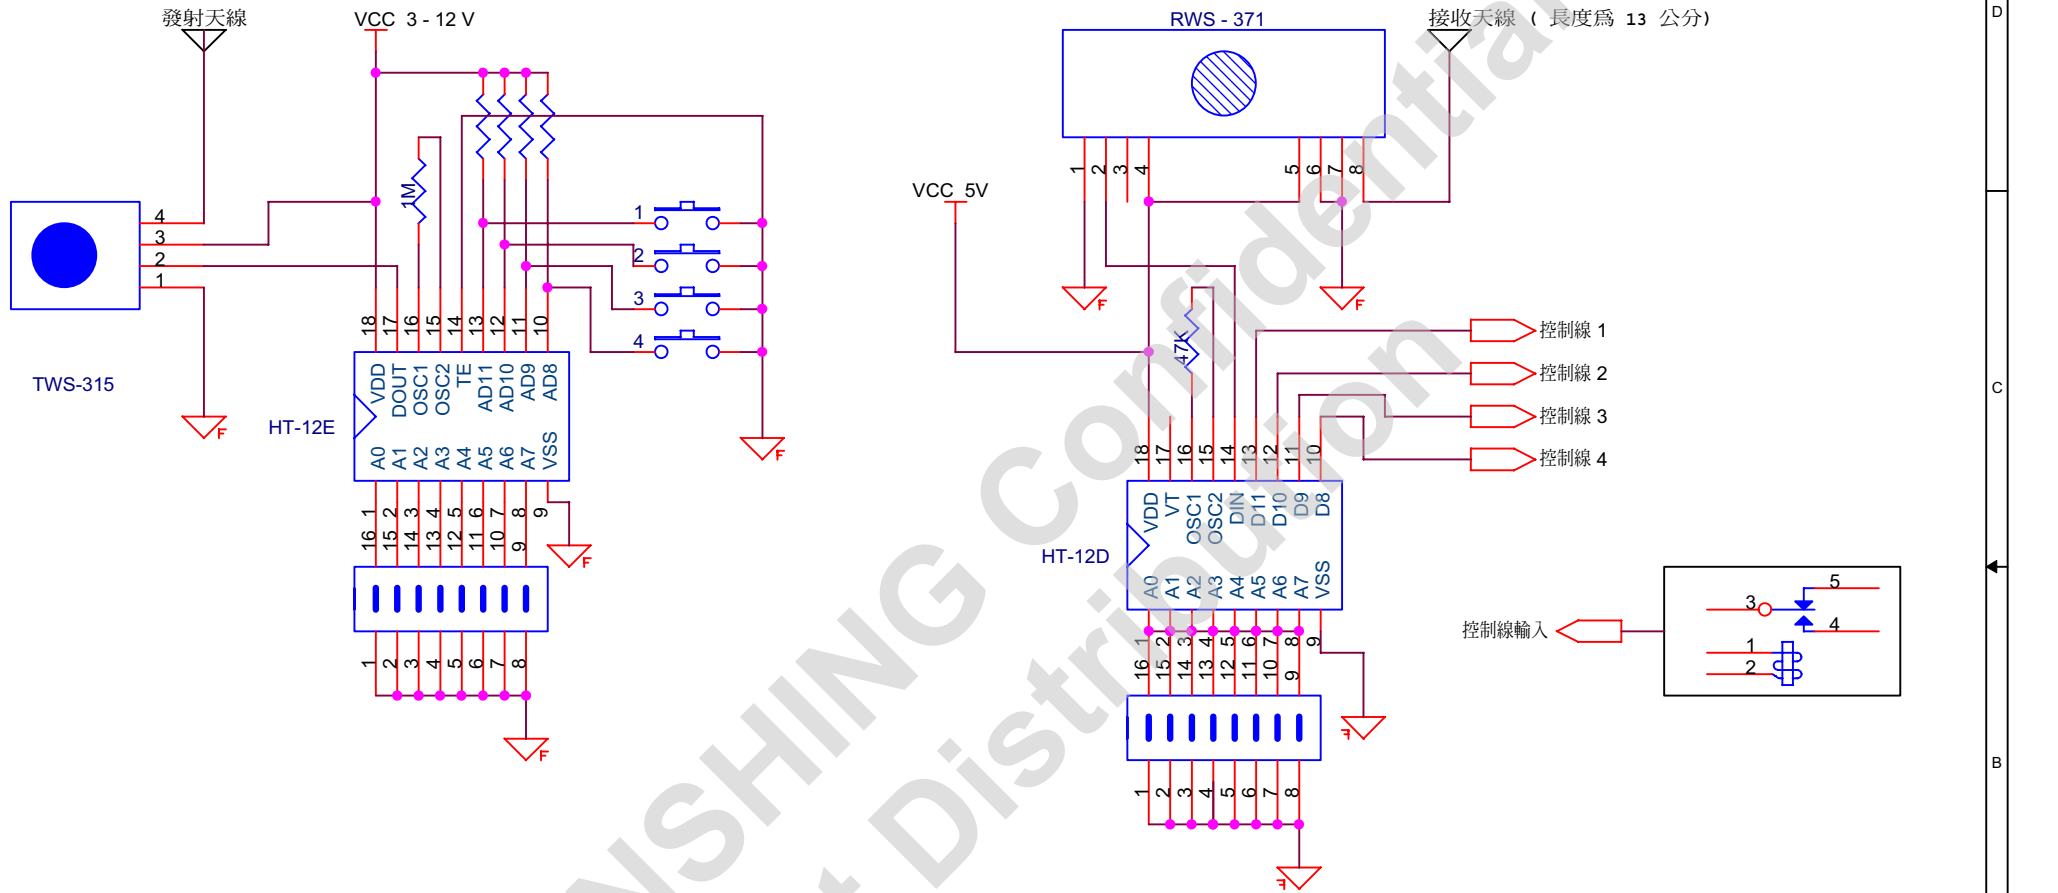 發射天線
VCC 3 - 12 V
RWS - 371
接收天線 ( 長度爲 13 公分)
D
1 2 3 4 5 6 7 8
1M
VCC 5V
4
3
2
1
1
2
3
4
TWS-315
18 17 16 15 14 13 12 11 10
VDD DOUT OSC1 OSC2 TE AD11 AD10 AD9 AD8
HT-12E
A0 A1 A2 A3 A4 A5 A6 A7 VSS
1 2 3 4 5 6 7 8 9
16 15 14 13 12 11 10 9
1 2 3 4 5 6 7 8
F
F
F
F
F
F
47K
控制線 1
控制線 2
控制線 3
控制線 4
C
18 17 16 15 14 13 12 11 10
VDD VT OSC1 OSC2 DIN D11 D10 D9 D8
HT-12D
A0 A1 A2 A3 A4 A5 A6 A7 VSS
1 2 3 4 5 6 7 8 9
16 15 14 13 12 11 10 9
1 2 3 4 5 6 7 8
F
F
控制線輸入
5
3
4
1
2
B
NSHING Confidential
t Distribution